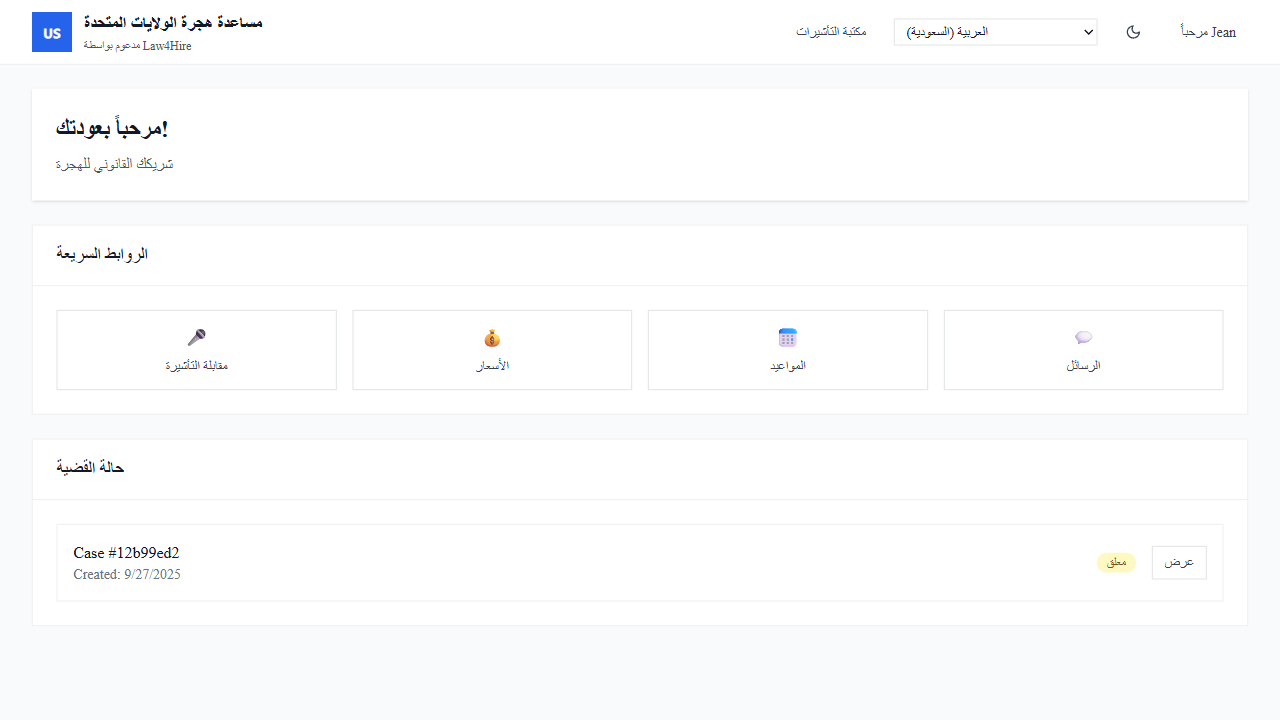 US
مساعدة هجرة الولايات المتحدة
مدعوم بواسطة Law4Hire
مكتبة التأشيرات
العربية (السعودية)
مرحباً Jean
مرحباً بعودتك!
شريكك القانوني للهجرة
الروابط السريعة
مقابلة التأشيرة
الأسعار
المواعيد
الرسائل
حالة القضية
Case #12b99ed2
Created: 9/27/2025
معلق
عرض